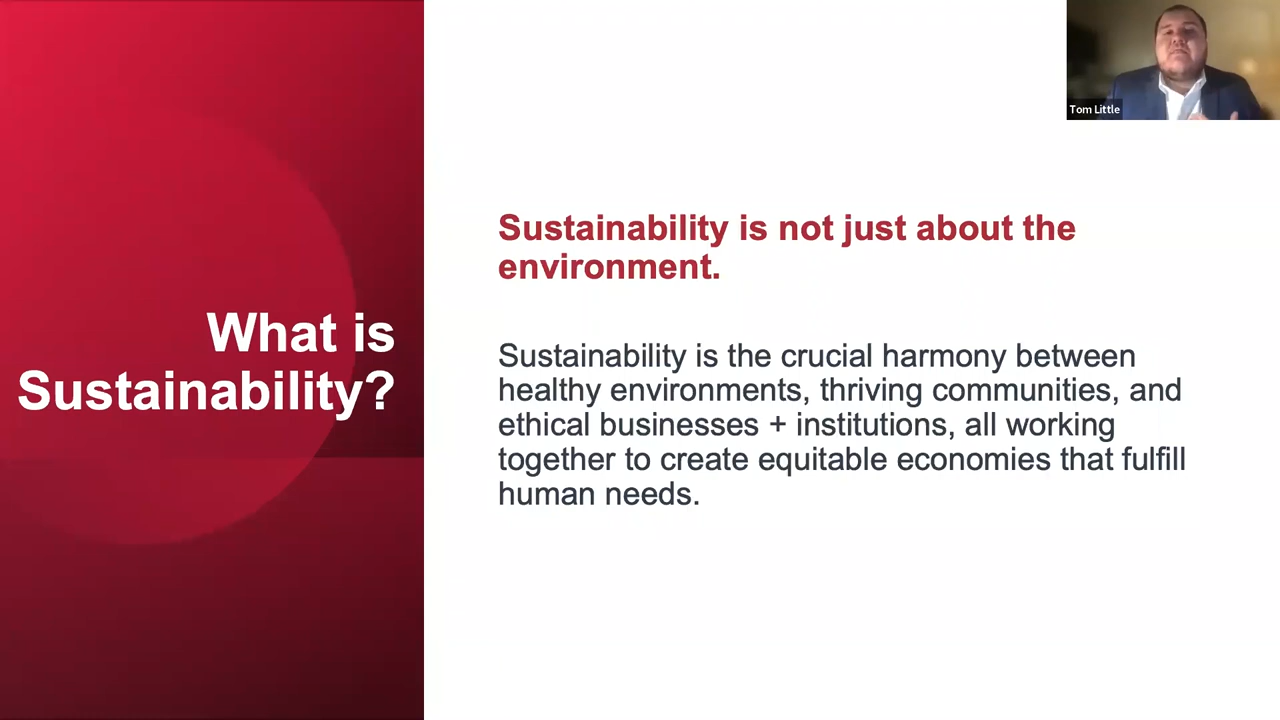 What is
Sustainability?
Sustainability is not just about the
environment.
Sustainability is the crucial harmony between
healthy environments, thriving communities, and
ethical businesses + institutions, all working
together to create equitable economies that fulfill
human needs.
Tom Little